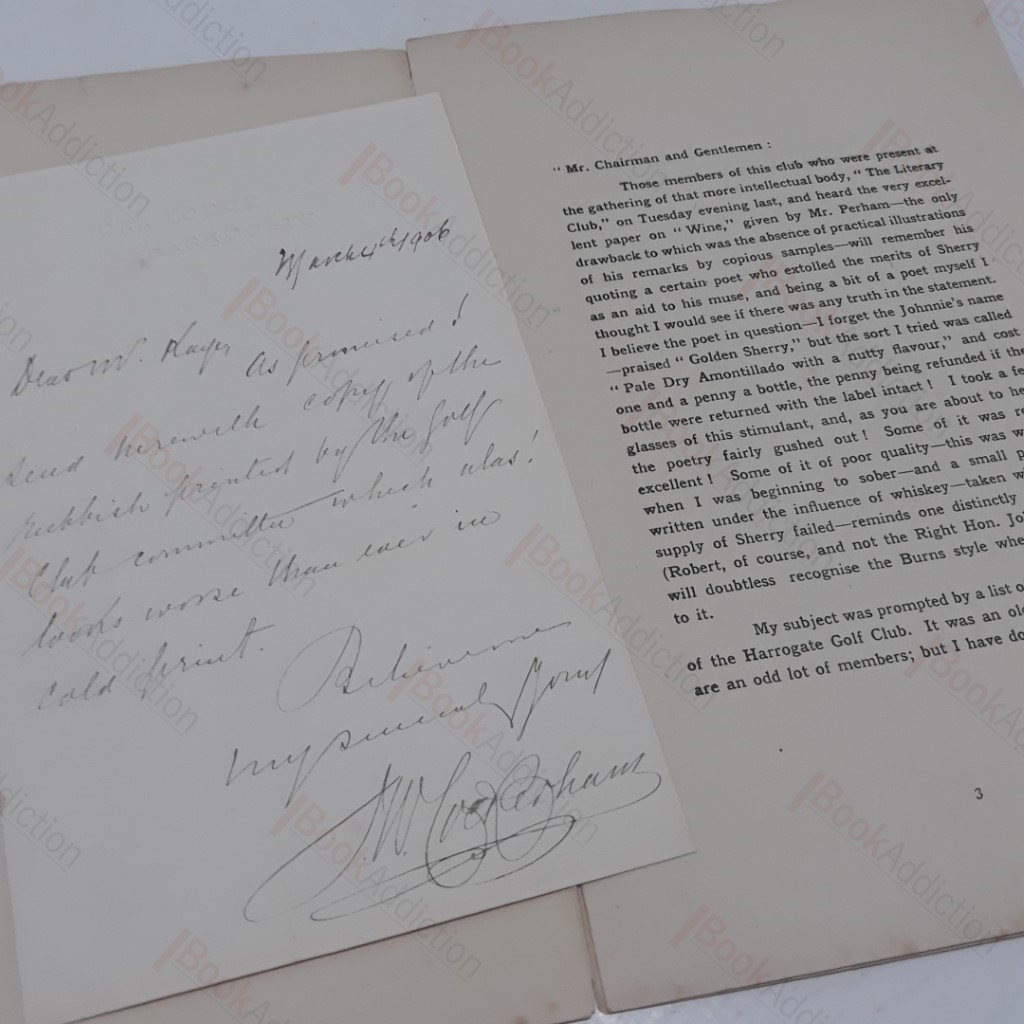 March 4th 1906
Dear Mr. Kaye,
As promised I
send herewith copy of the
rubbish printed by the Golf
Club committee which alas!
looks worse than ever in
cold print.
Believe me
very sincerely yours
J.W.
" Mr. Chairman and Gentlemen :
Those members of this club who were present at
the gathering of that more intellectual body, " The Literary
Club," on Tuesday evening last, and heard the very excel-
lent paper on " Wine," given by Mr. Perham—the only
drawback to which was the absence of practical illustrations
of his remarks by copious samples—will remember his
quoting a certain poet who extolled the merits of Sherry
as an aid to his muse, and being a bit of a poet myself I
thought I would see if there was any truth in the statement.
I believe the poet in question—I forget the Johnnie's name
—praised " Golden Sherry," but the sort I tried was called
" Pale Dry Amontillado with a nutty flavour," and cost
one and a penny a bottle, the penny being refunded if the
bottle were returned with the label intact ! I took a fe
glasses of this stimulant, and, as you are about to he
the poetry fairly gushed out ! Some of it was re
excellent ! Some of it of poor quality—this was w
when I was beginning to sober—and a small p
written under the influence of whiskey—taken w
supply of Sherry failed—reminds one distinctly
(Robert, of course, and not the Right Hon. Jo
will doubtless recognise the Burns style whe
to it.
My subject was prompted by a list o
of the Harrogate Golf Club. It was an ol
are an odd lot of members; but I have do
3
BookAddiction